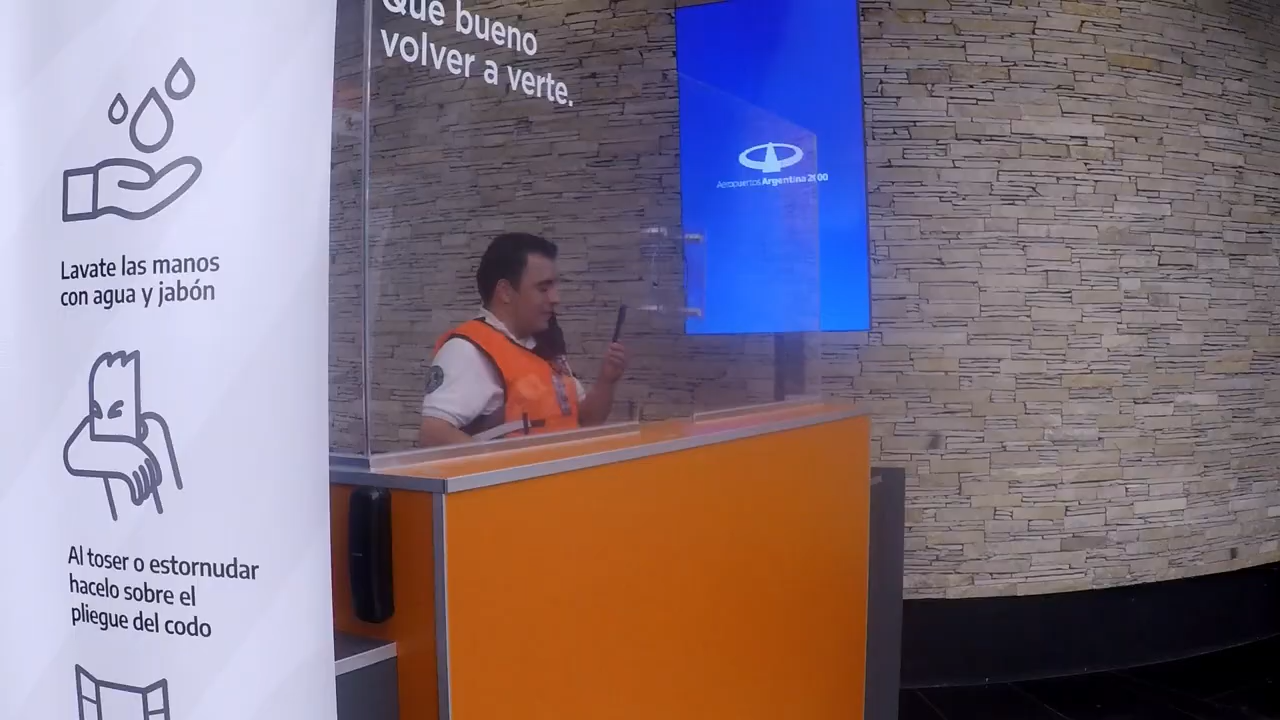 Lavate las manos
con agua y jabón
Al toser o estornudar
hacelo sobre el
pliegue del codo
Que bueno
volver a verte.
Aeropuertos Argentina 2000